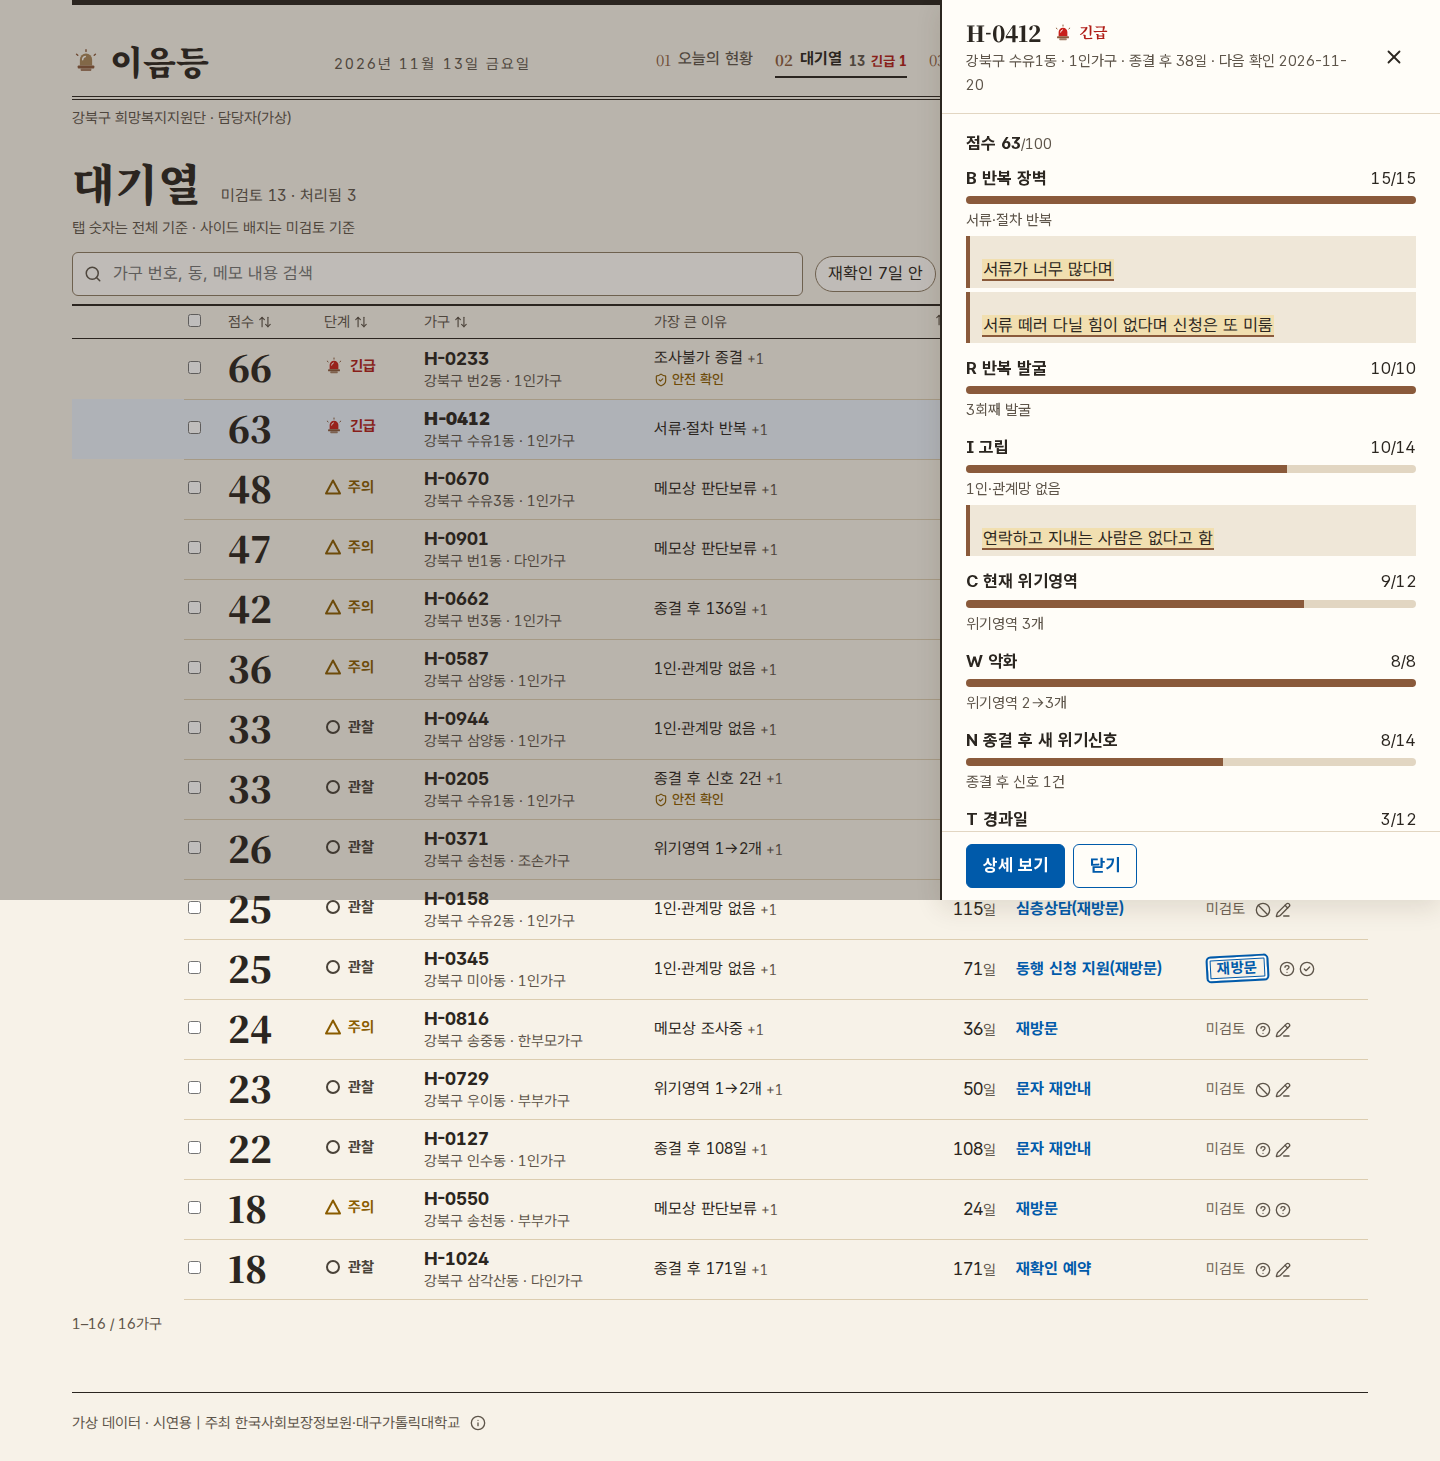 이음등
2026년 11월 13일 금요일
01 오늘의 현황
02 대기열 13 긴급 1
강북구 희망복지지원단 · 담당자(가상)
대기열
미검토 13 · 처리됨 3
탭 숫자는 전체 기준 · 사이드 배지는 미검토 기준
가구 번호, 동, 메모 내용 검색
재확인 7일 안
점수 단계 가구 가장 큰 이유
66 긴급 H-0233 조사불가 종결 +1
강북구 번2동 · 1인가구 안전 확인
63 긴급 H-0412 서류·절차 반복 +1
강북구 수유1동 · 1인가구
48 주의 H-0670 메모상 판단보류 +1
강북구 수유3동 · 1인가구
47 주의 H-0901 메모상 판단보류 +1
강북구 번1동 · 다인가구
42 주의 H-0662 종결 후 136일 +1
강북구 번3동 · 1인가구
36 주의 H-0587 1인·관계망 없음 +1
강북구 삼양동 · 1인가구
33 관찰 H-0944 1인·관계망 없음 +1
강북구 삼양동 · 1인가구
33 관찰 H-0205 종결 후 신호 2건 +1
강북구 수유1동 · 1인가구 안전 확인
26 관찰 H-0371 위기영역 1→2개 +1
강북구 송천동 · 조손가구
25 관찰 H-0158 1인·관계망 없음 +1 115일 심층상담(재방문) 미검토
강북구 수유2동 · 1인가구
25 관찰 H-0345 1인·관계망 없음 +1 71일 동행 신청 지원(재방문) 재방문
강북구 미아동 · 1인가구
24 주의 H-0816 메모상 조사중 +1 36일 재방문 미검토
강북구 송중동 · 한부모가구
23 관찰 H-0729 위기영역 1→2개 +1 50일 문자 재안내 미검토
강북구 우이동 · 부부가구
22 관찰 H-0127 종결 후 108일 +1 108일 문자 재안내 미검토
강북구 인수동 · 1인가구
18 주의 H-0550 메모상 판단보류 +1 24일 재방문 미검토
강북구 송천동 · 부부가구
18 관찰 H-1024 종결 후 171일 +1 171일 재확인 예약 미검토
강북구 삼각산동 · 다인가구
1–16 / 16가구
가상 데이터 · 시연용 | 주최 한국사회보장정보원·대구가톨릭대학교
H-0412 긴급
강북구 수유1동 · 1인가구 · 종결 후 38일 · 다음 확인 2026-11-
20
점수 63/100
B 반복 장벽 15/15
서류·절차 반복
서류가 너무 많다며
서류 떼러 다닐 힘이 없다며 신청은 또 미룸
R 반복 발굴 10/10
3회째 발굴
I 고립 10/14
1인·관계망 없음
연락하고 지내는 사람은 없다고 함
C 현재 위기영역 9/12
위기영역 3개
W 악화 8/8
위기영역 2→3개
N 종결 후 새 위기신호 8/14
종결 후 신호 1건
T 경과일 3/12
상세 보기
닫기